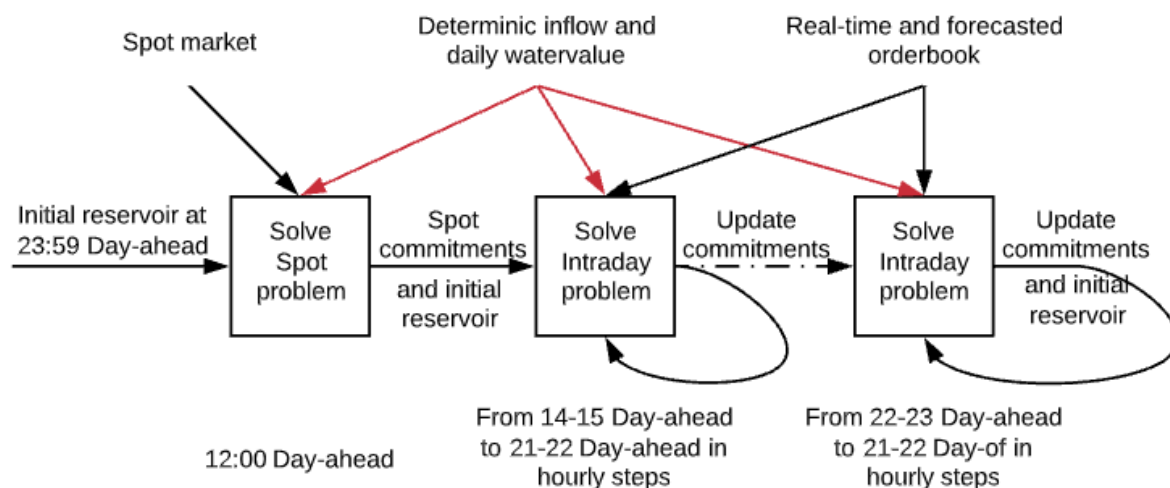 Spot market
Determinic inflow and
daily watervalue
Real-time and forecasted
orderbook
Initial reservoir at
23:59 Day-ahead
Solve
Spot
problem
Spot
commitments
and initial
reservoir
Solve
Intraday
problem
Update
commitments
Solve
Intraday
problem
Update
commitments
and initial
reservoir
12:00 Day-ahead
From 14-15 Day-ahead
to 21-22 Day-ahead in
hourly steps
From 22-23 Day-ahead
to 21-22 Day-of in
hourly steps